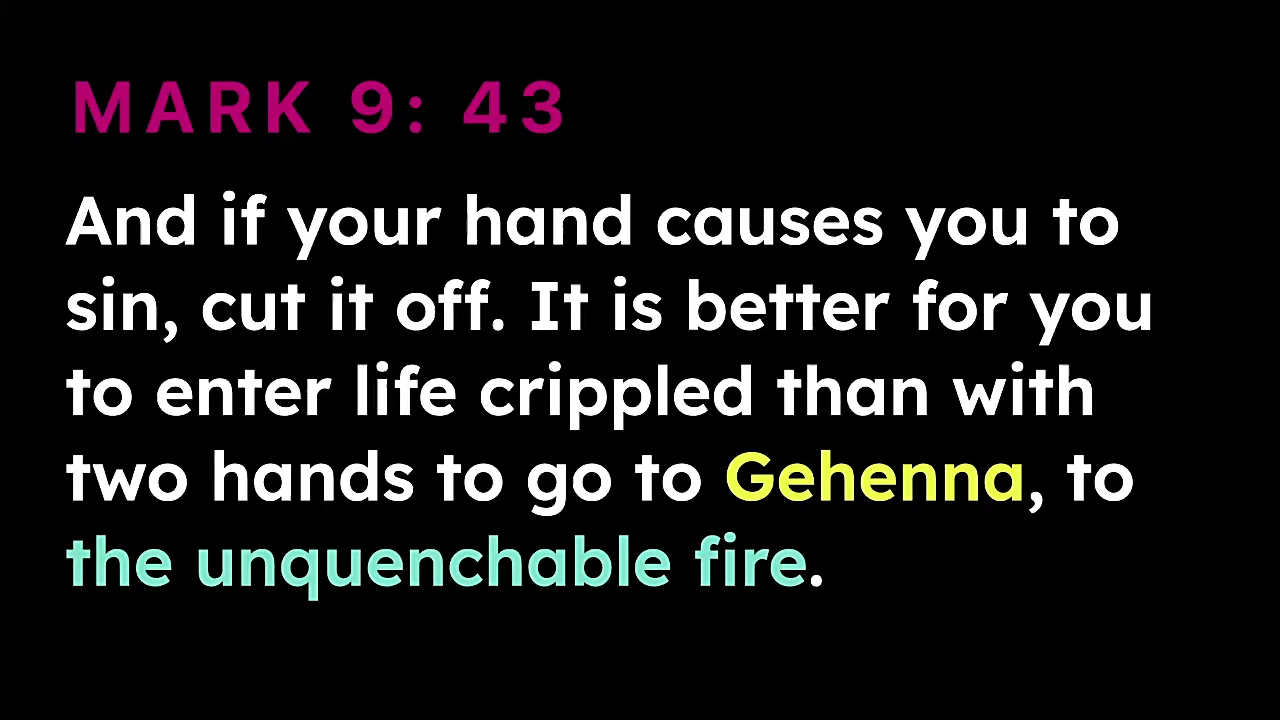 MARK 9: 43
And if your hand causes you to
sin, cut it off. It is better for you
to enter life crippled than with
two hands to go to Gehenna, to
the unquenchable fire.